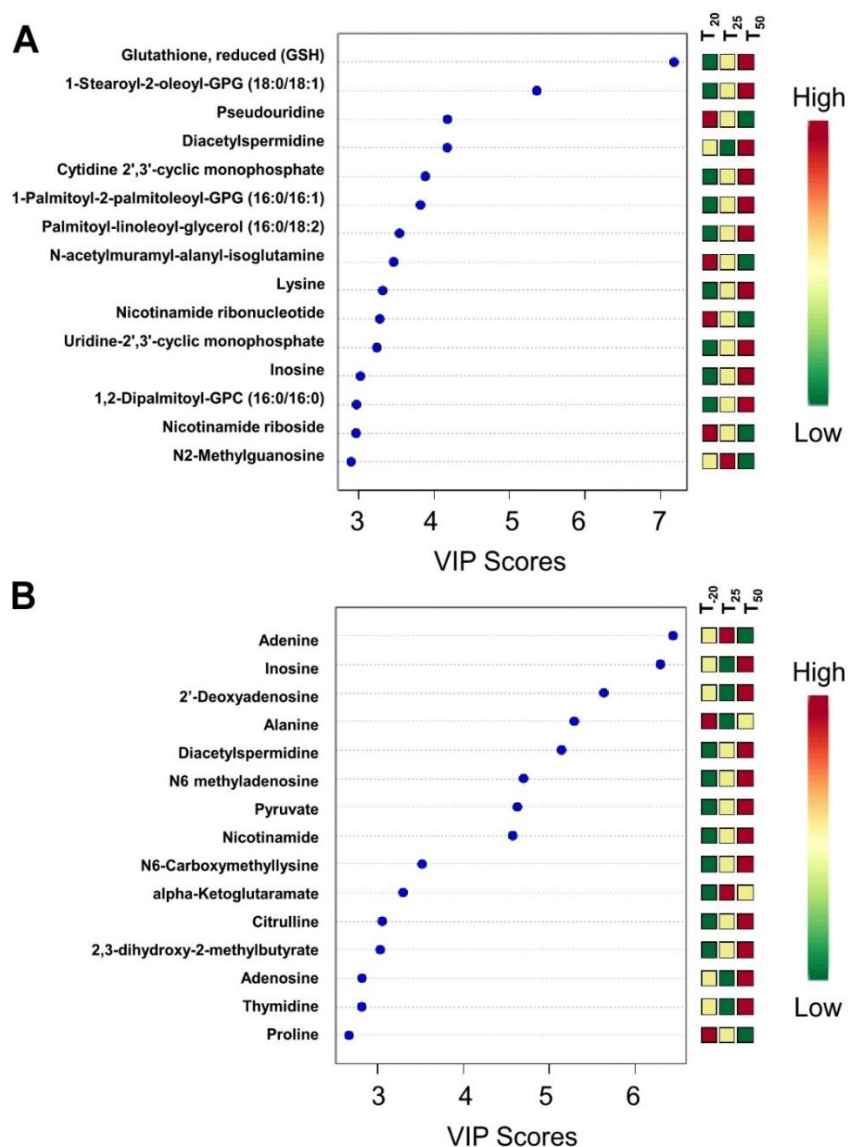 A
T20 T25 T50
Glutathione, reduced (GSH)
1-Stearoyl-2-oleoyl-GPG (18:0/18:1)
Pseudouridine
Diacetylspermidine
Cytidine 2',3'-cyclic monophosphate
1-Palmitoyl-2-palmitoleoyl-GPG (16:0/16:1)
Palmitoyl-linoleoyl-glycerol (16:0/18:2)
N-acetylmuramyl-alanyl-isoglutamine
Lysine
Nicotinamide ribonucleotide
Uridine-2',3'-cyclic monophosphate
Inosine
1,2-Dipalmitoyl-GPC (16:0/16:0)
Nicotinamide riboside
N2-Methylguanosine
High
Low
3 4 5 6 7
VIP Scores
B
T-20 T25 T50
Adenine
Inosine
2'-Deoxyadenosine
Alanine
Diacetylspermidine
N6 methyladenosine
Pyruvate
Nicotinamide
N6-Carboxymethyllysine
alpha-Ketoglutaramate
Citrulline
2,3-dihydroxy-2-methylbutyrate
Adenosine
Thymidine
Proline
High
Low
3 4 5 6
VIP Scores